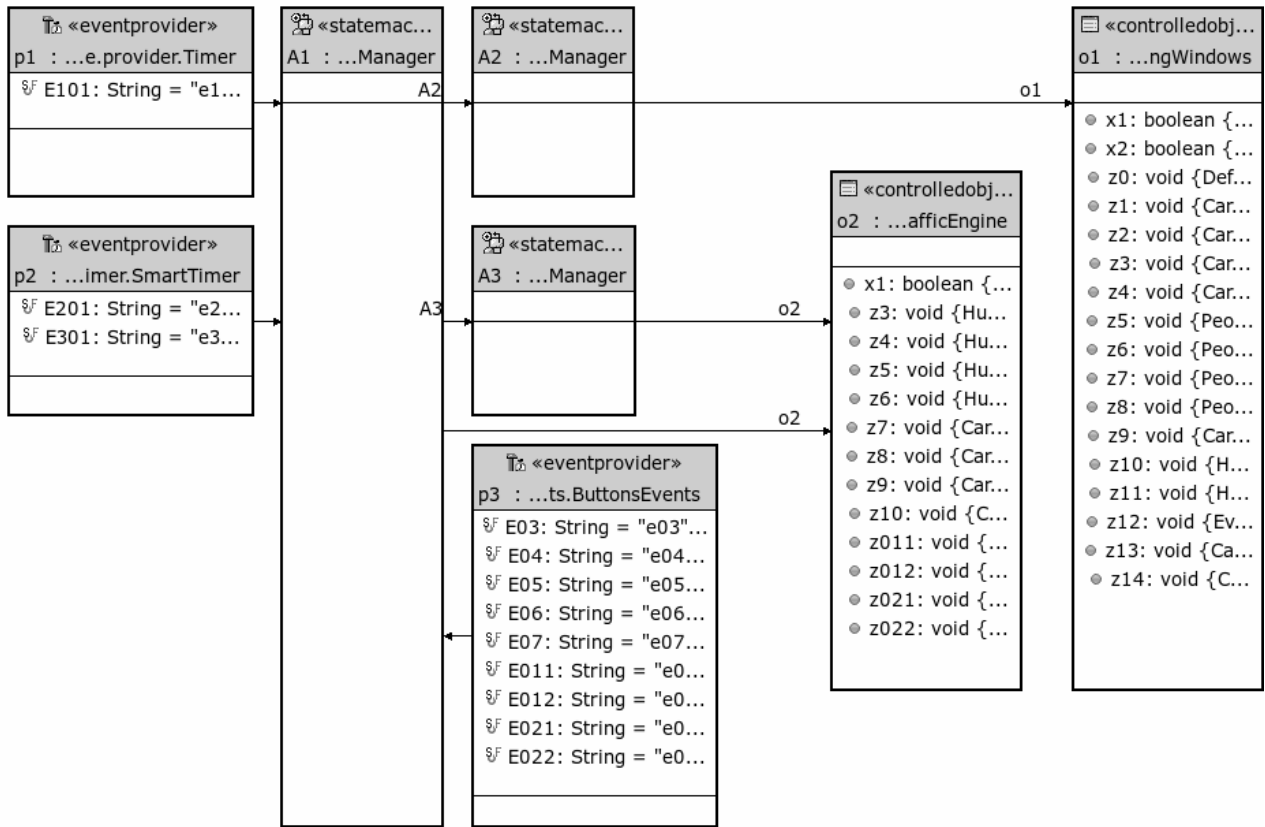 «eventprovider»
p1 : ...e.provider.Timer
E101: String = "e1...
«statemac...
A1 : ...Manager
«statemac...
A2 : ...Manager
A2
o1
«controlledobj...
o1 : ...ngWindows
x1: boolean {...
x2: boolean {...
z0: void {Def...
z1: void {Car...
z2: void {Car...
z3: void {Car...
z4: void {Car...
z5: void {Peo...
z6: void {Peo...
z7: void {Peo...
z8: void {Peo...
z9: void {Car...
z10: void {H...
z11: void {H...
z12: void {Ev...
z13: void {Ca...
z14: void {C...
«eventprovider»
p2 : ...imer.SmartTimer
E201: String = "e2...
E301: String = "e3...
«statemac...
A3 : ...Manager
A3
o2
o2
«controlledobj...
o2 : ...afficEngine
x1: boolean {...
z3: void {Hu...
z4: void {Hu...
z5: void {Hu...
z6: void {Hu...
z7: void {Car...
z8: void {Car...
z9: void {Car...
z10: void {C...
z011: void {...
z012: void {...
z021: void {...
z022: void {...
«eventprovider»
p3 : ...ts.ButtonsEvents
E03: String = "e03"...
E04: String = "e04...
E05: String = "e05...
E06: String = "e06...
E07: String = "e07...
E011: String = "e0...
E012: String = "e0...
E021: String = "e0...
E022: String = "e0...